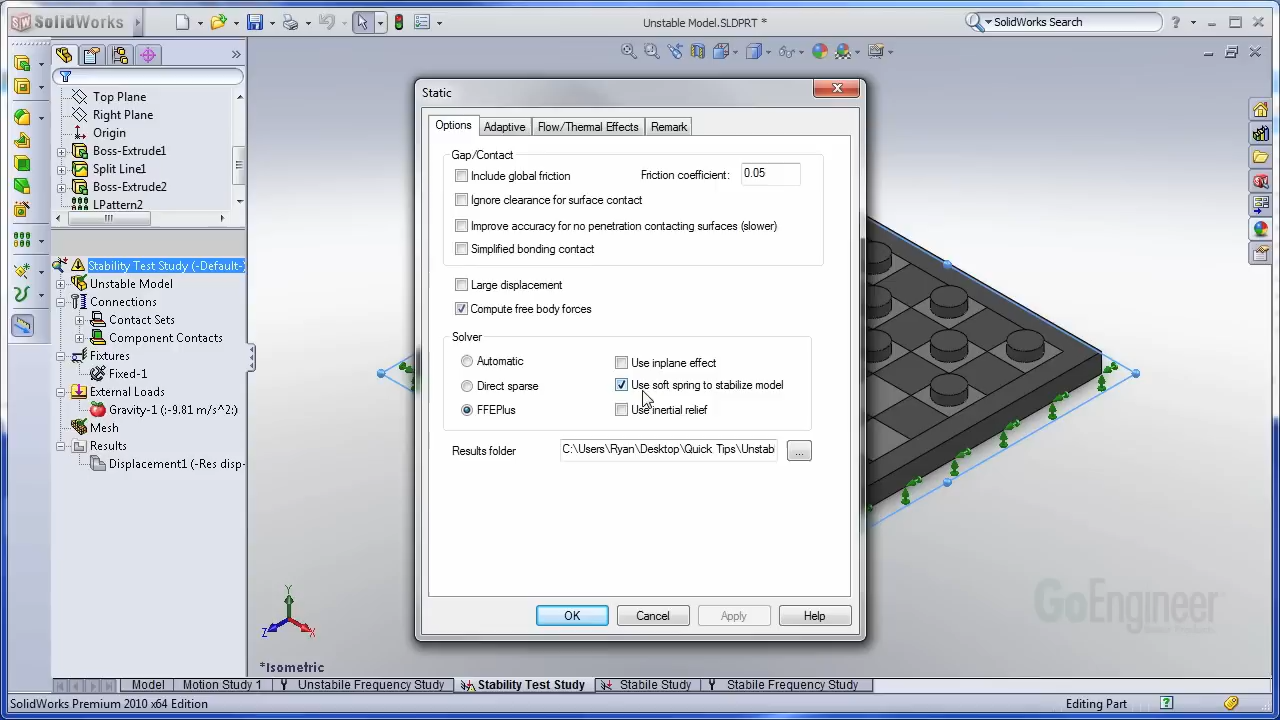 SolidWorks
Unstable Model.SLDPRT *
SolidWorks Search
Top Plane
Right Plane
Origin
Boss-Extrude1
Split Line1
Boss-Extrude2
LPattern2
Stability Test Study (-Default-)
Unstable Model
Connections
Contact Sets
Component Contacts
Fixtures
Fixed-1
External Loads
Gravity-1 (:-9.81 m/s^2:)
Mesh
Results
Displacement1 (-Res disp-
Static
Options
Adaptive
Flow/Thermal Effects
Remark
Gap/Contact
Include global friction
Friction coefficient:
0.05
Ignore clearance for surface contact
Improve accuracy for no penetration contacting surfaces (slower)
Simplified bonding contact
Large displacement
Compute free body forces
Solver
Automatic
Use inplane effect
Direct sparse
Use soft spring to stabilize model
FFEPlus
Use inertial relief
Results folder
C:\Users\Ryan\Desktop\Quick Tips\Unstab
...
OK
Cancel
Apply
Help
GoEngineer
Y
Z
X
*Isometric
Model
Motion Study 1
Unstabile Frequency Study
Stability Test Study
Stabile Study
Stabile Frequency Study
SolidWorks Premium 2010 x64 Edition
Editing Part